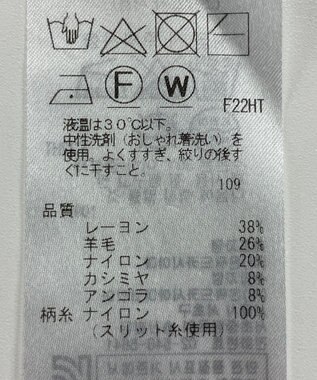 F W
F22HT
液温は30℃以下。
中性洗剤（おしゃれ着洗い）を
使用。よくすすぎ、絞りの後す
ぐに干すこと。
109
品質
レーヨン 38%
羊毛 26%
ナイロン 20%
カシミヤ 8%
アンゴラ 8%
柄糸 ナイロン 100%
（スリット糸使用）